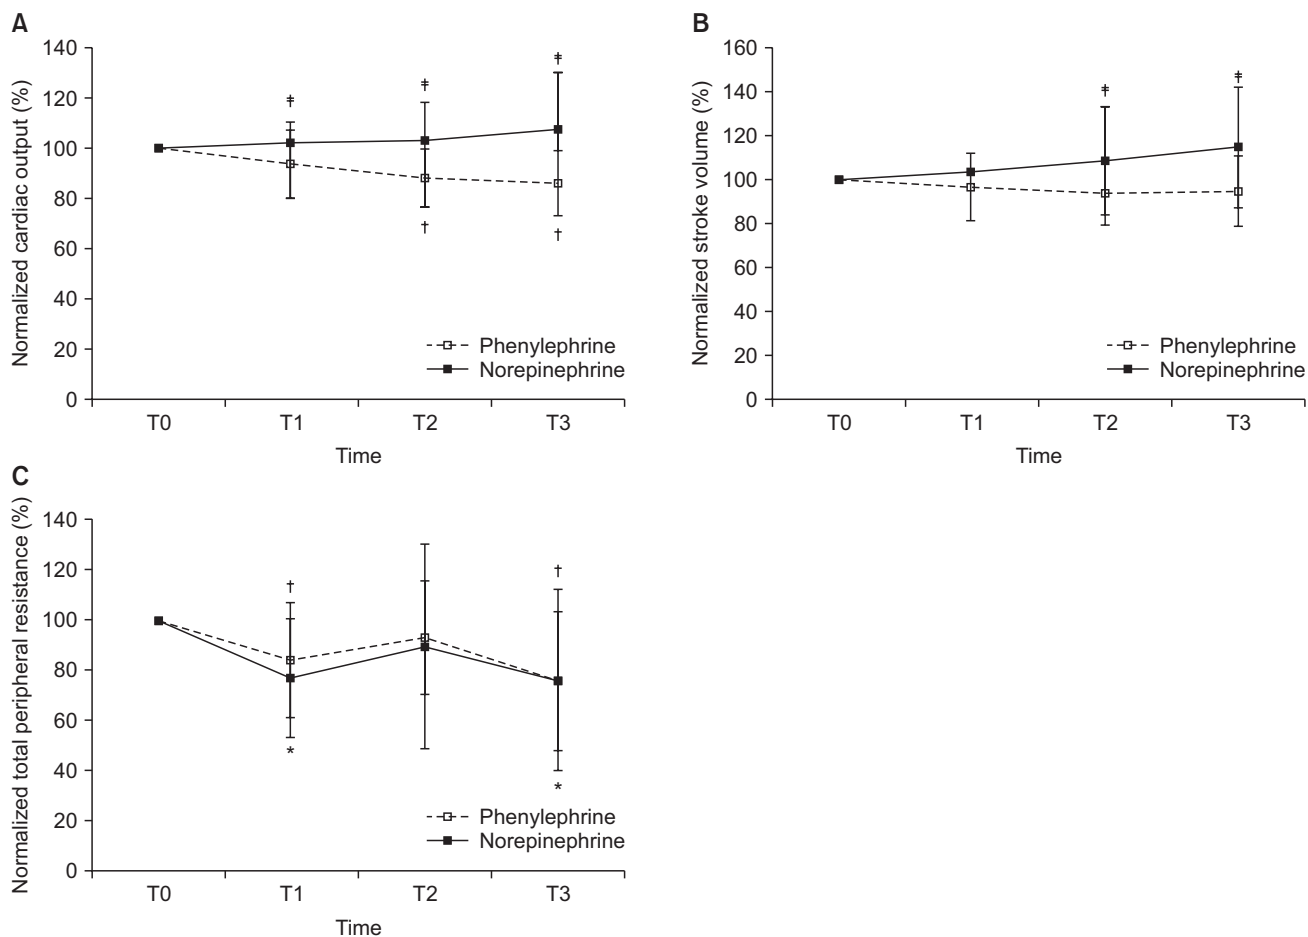 A
Normalized cardiac output (%)
140
120
100
80
60
40
20
0
‡
‡
‡
†
†
Phenylephrine
Norepinephrine
T0 T1 T2 T3
Time
B
Normalized stroke volume (%)
160
140
120
100
80
60
40
20
0
‡
‡
Phenylephrine
Norepinephrine
T0 T1 T2 T3
Time
C
Normalized total peripheral resistance (%)
140
120
100
80
60
40
20
0
†
†
*
*
Phenylephrine
Norepinephrine
T0 T1 T2 T3
Time